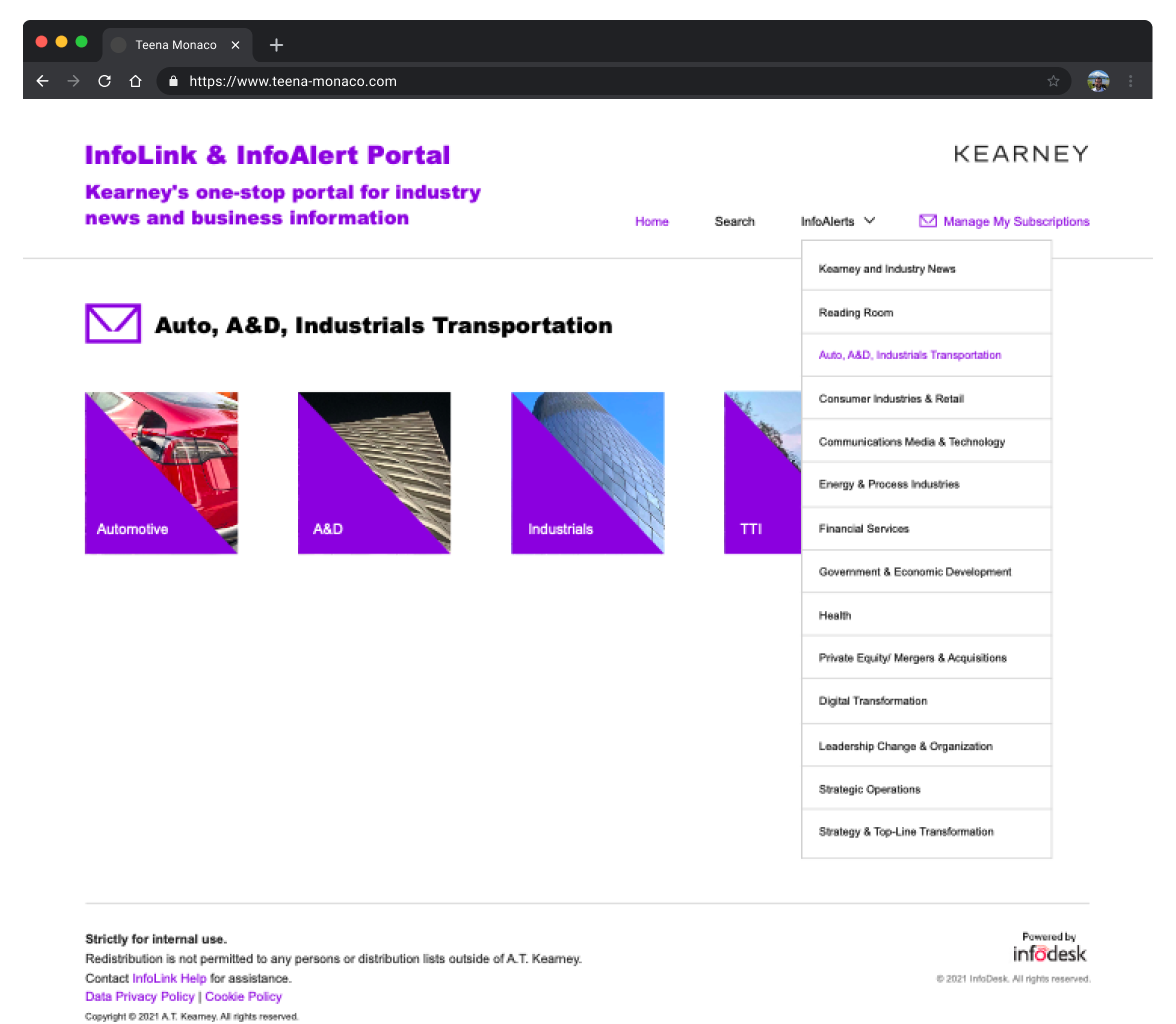 Teena Monaco
https://www.teena-monaco.com
InfoLink & InfoAlert Portal
KEARNEY
Kearney's one-stop portal for industry
news and business information
Home
Search
InfoAlerts
Manage My Subscriptions
Auto, A&D, Industrials Transportation
Automotive
A&D
Industrials
TTI
Kearney and Industry News
Reading Room
Auto, A&D, Industrials Transportation
Consumer Industries & Retail
Communications Media & Technology
Energy & Process Industries
Financial Services
Government & Economic Development
Health
Private Equity/ Mergers & Acquisitions
Digital Transformation
Leadership Change & Organization
Strategic Operations
Strategy & Top-Line Transformation
Strictly for internal use.
Redistribution is not permitted to any persons or distribution lists outside of A.T. Kearney.
Contact InfoLink Help for assistance.
Data Privacy Policy | Cookie Policy
Copyright © 2021 A.T. Kearney. All rights reserved.
Powered by
infodesk
© 2021 InfoDesk. All rights reserved.